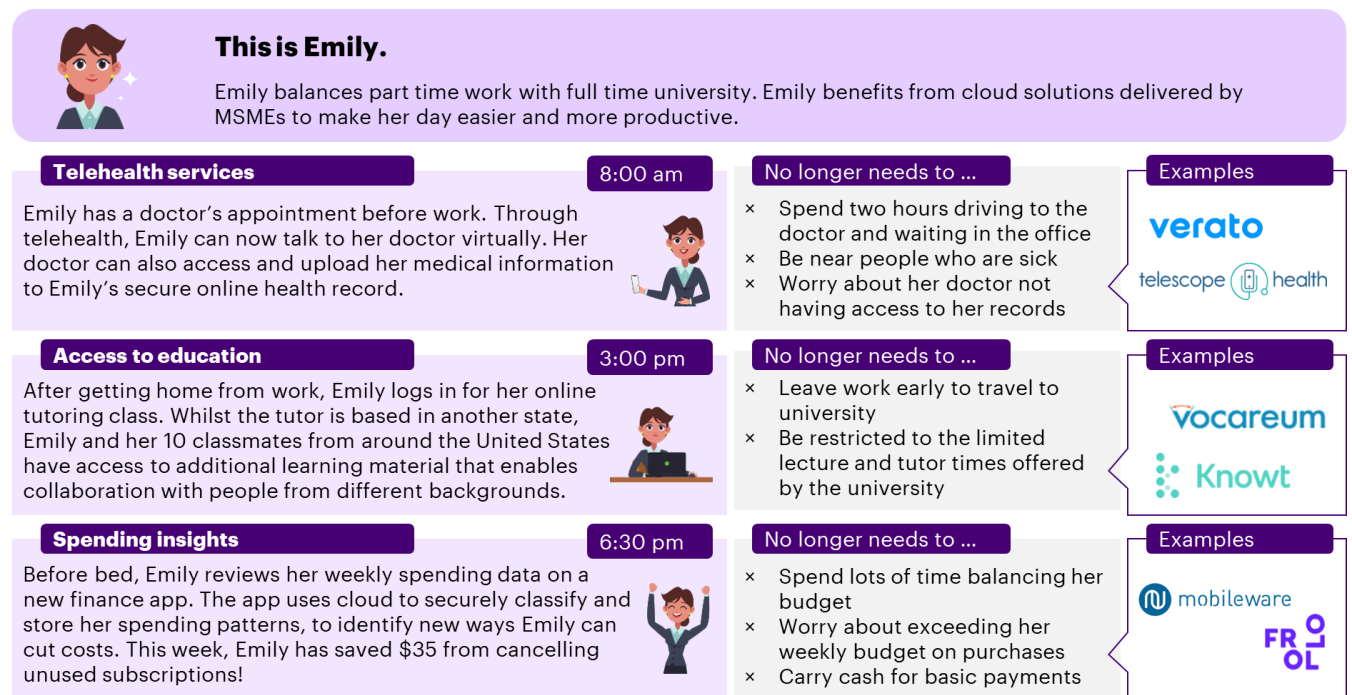 This is Emily.
Emily balances part time work with full time university. Emily benefits from cloud solutions delivered by
MSMEs to make her day easier and more productive.
Telehealth services
8:00 am
Emily has a doctor’s appointment before work. Through
telehealth, Emily can now talk to her doctor virtually. Her
doctor can also access and upload her medical information
to Emily’s secure online health record.
No longer needs to ...
× Spend two hours driving to the
doctor and waiting in the office
× Be near people who are sick
× Worry about her doctor not
having access to her records
Examples
verato
telescope health
Access to education
3:00 pm
After getting home from work, Emily logs in for her online
tutoring class. Whilst the tutor is based in another state,
Emily and her 10 classmates from around the United States
have access to additional learning material that enables
collaboration with people from different backgrounds.
No longer needs to ...
× Leave work early to travel to
university
× Be restricted to the limited
lecture and tutor times offered
by the university
Examples
vocareum
Knowt
Spending insights
6:30 pm
Before bed, Emily reviews her weekly spending data on a
new finance app. The app uses cloud to securely classify and
store her spending patterns, to identify new ways Emily can
cut costs. This week, Emily has saved $35 from cancelling
unused subscriptions!
No longer needs to ...
× Spend lots of time balancing her
budget
× Worry about exceeding her
weekly budget on purchases
× Carry cash for basic payments
Examples
mobileware
FROLLO